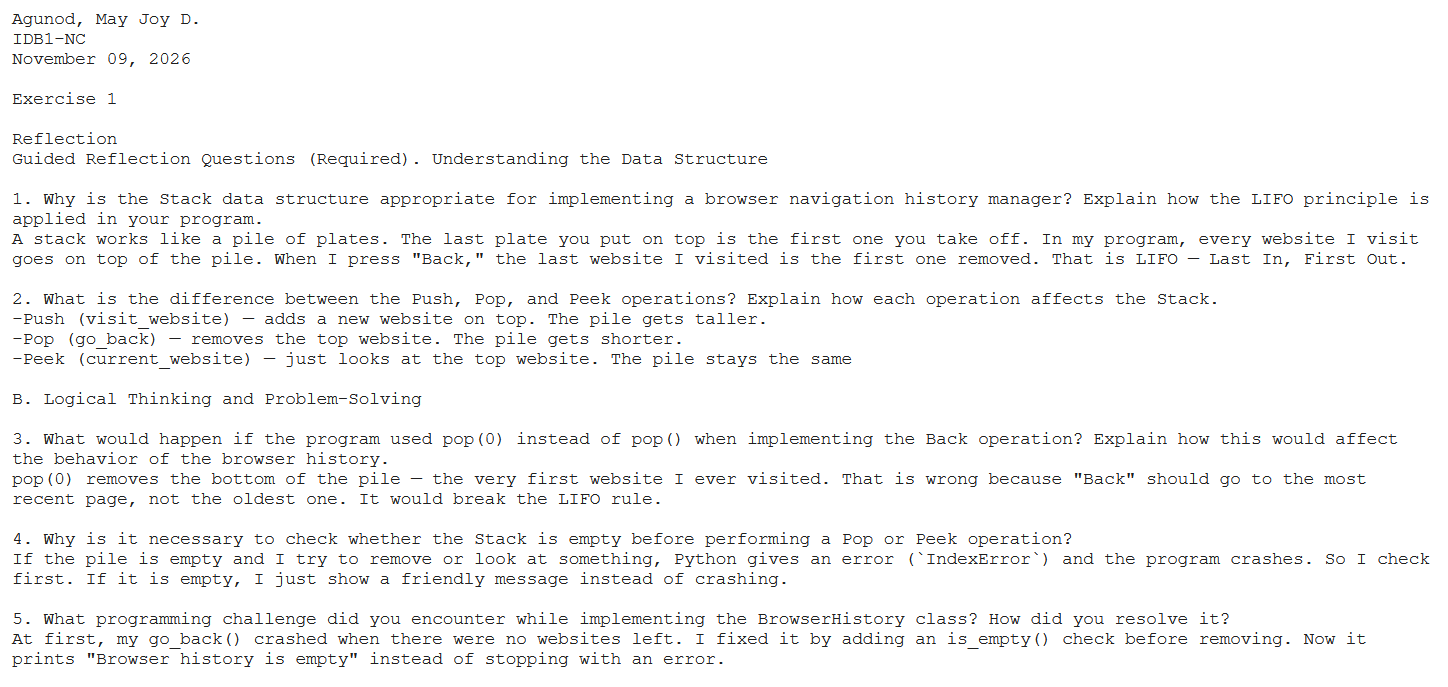 Agunod, May Joy D.
IDB1-NC
November 09, 2026
Exercise 1
Reflection
Guided Reflection Questions (Required). Understanding the Data Structure
1. Why is the Stack data structure appropriate for implementing a browser navigation history manager? Explain how the LIFO principle is
applied in your program.
A stack works like a pile of plates. The last plate you put on top is the first one you take off. In my program, every website I visit
goes on top of the pile. When I press "Back," the last website I visited is the first one removed. That is LIFO — Last In, First Out.
2. What is the difference between the Push, Pop, and Peek operations? Explain how each operation affects the Stack.
-Push (visit_website) — adds a new website on top. The pile gets taller.
-Pop (go_back) — removes the top website. The pile gets shorter.
-Peek (current_website) — just looks at the top website. The pile stays the same
B. Logical Thinking and Problem-Solving
3. What would happen if the program used pop(0) instead of pop() when implementing the Back operation? Explain how this would affect
the behavior of the browser history.
pop(0) removes the bottom of the pile — the very first website I ever visited. That is wrong because "Back" should go to the most
recent page, not the oldest one. It would break the LIFO rule.
4. Why is it necessary to check whether the Stack is empty before performing a Pop or Peek operation?
If the pile is empty and I try to remove or look at something, Python gives an error (`IndexError`) and the program crashes. So I check
first. If it is empty, I just show a friendly message instead of crashing.
5. What programming challenge did you encounter while implementing the BrowserHistory class? How did you resolve it?
At first, my go_back() crashed when there were no websites left. I fixed it by adding an is_empty() check before removing. Now it
prints "Browser history is empty" instead of stopping with an error.